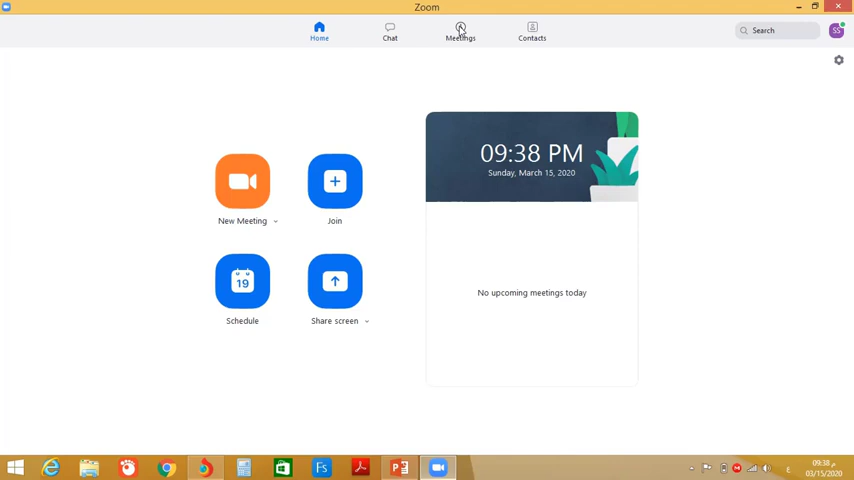 Zoom
Home
Chat
Meetings
Contacts
Search
SS
09:38 PM
Sunday, March 15, 2020
New Meeting
Join
19
Schedule
Share screen
No upcoming meetings today
Fs
ع
09:38 م
03/15/2020